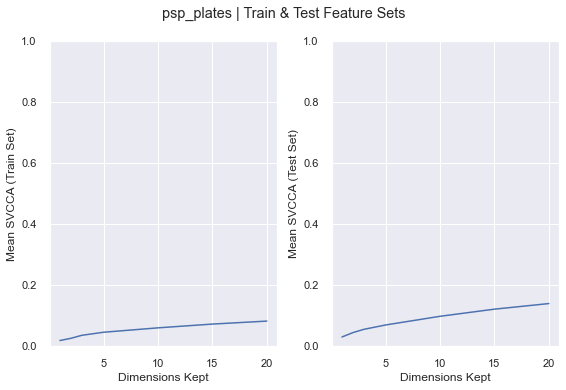 psp_plates | Train & Test Feature Sets
Mean SVCCA (Train Set)
1.0
0.8
0.6
0.4
0.2
0.0
5 10 15 20
Dimensions Kept
Mean SVCCA (Test Set)
1.0
0.8
0.6
0.4
0.2
0.0
5 10 15 20
Dimensions Kept